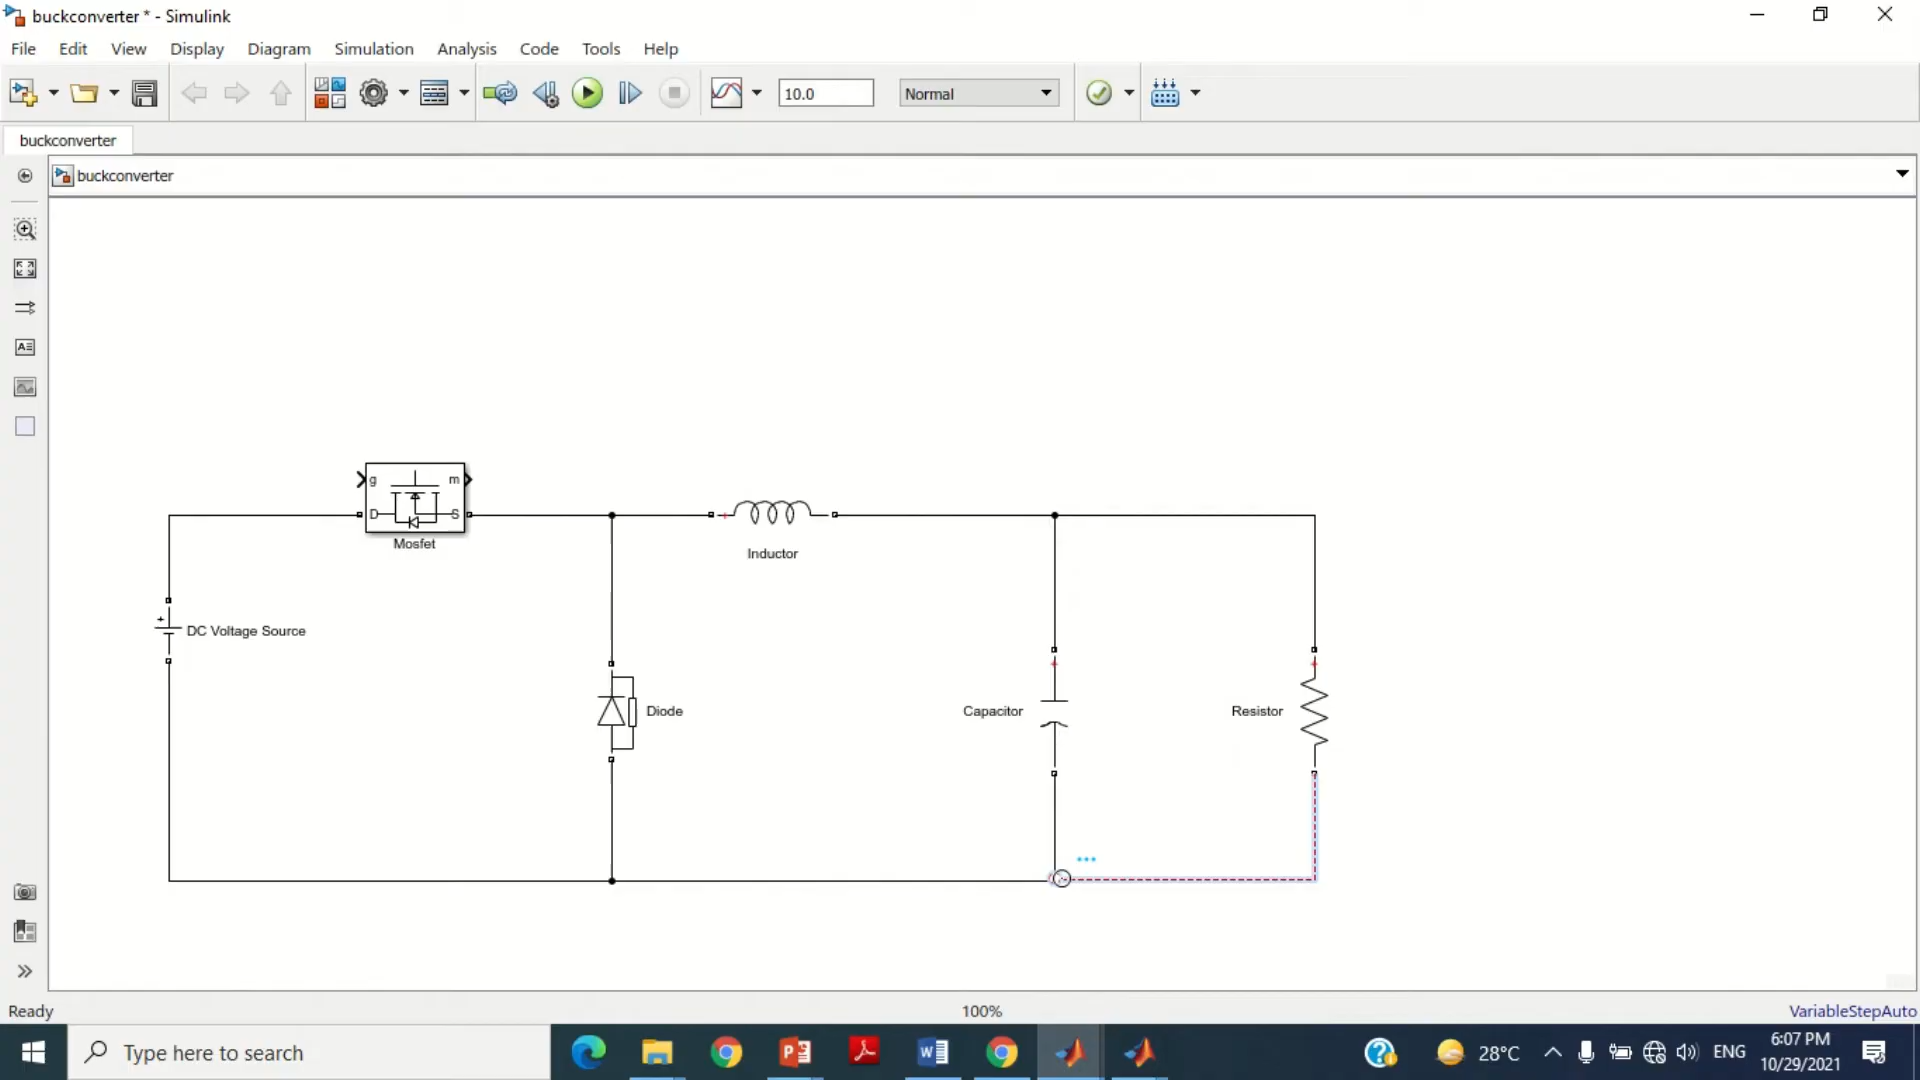 buckconverter * - Simulink
File Edit View Display Diagram Simulation Analysis Code Tools Help
10.0 Normal
buckconverter
buckconverter
g m
D S
Mosfet
Inductor
+
DC Voltage Source
+
Diode
Capacitor
+
Resistor
Ready 100% VariableStepAuto
Type here to search 28°C ENG 6:07 PM
10/29/2021